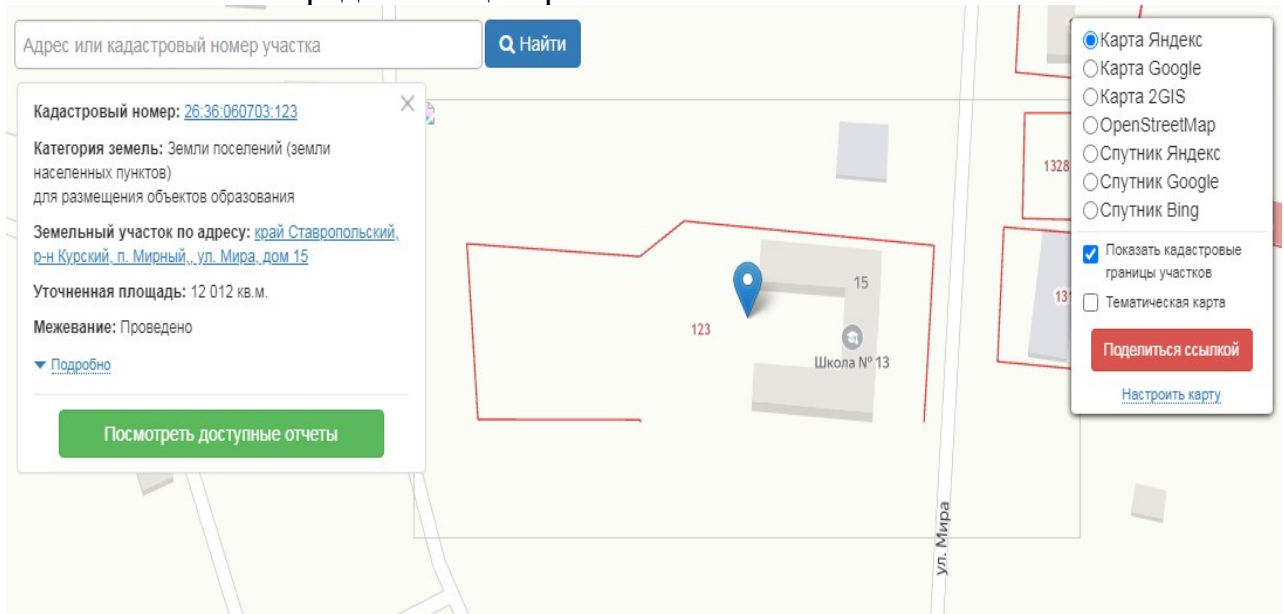 Адрес или кадастровый номер участка
Найти
Кадастровый номер: 26:36:060703:123
Категория земель: Земли поселений (земли
населенных пунктов)
для размещения объектов образования
Земельный участок по адресу: край Ставропольский,
р-н Курский, п. Мирный,, ул. Мира, дом 15
Уточненная площадь: 12 012 кв.м.
Межевание: Проведено
Подробно
Посмотреть доступные отчеты
123
15
Школа № 13
ул. Мира
1328
131
Карта Яндекс
Карта Google
Карта 2GIS
OpenStreetMap
Спутник Яндекс
Спутник Google
Спутник Bing
Показать кадастровые
границы участков
Тематическая карта
Поделиться ссылкой
Настроить карту